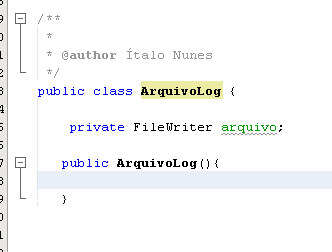 /**
*
* @author Ítalo Nunes
*/
public class ArquivoLog {
private FileWriter arquivo;
public ArquivoLog(){
}